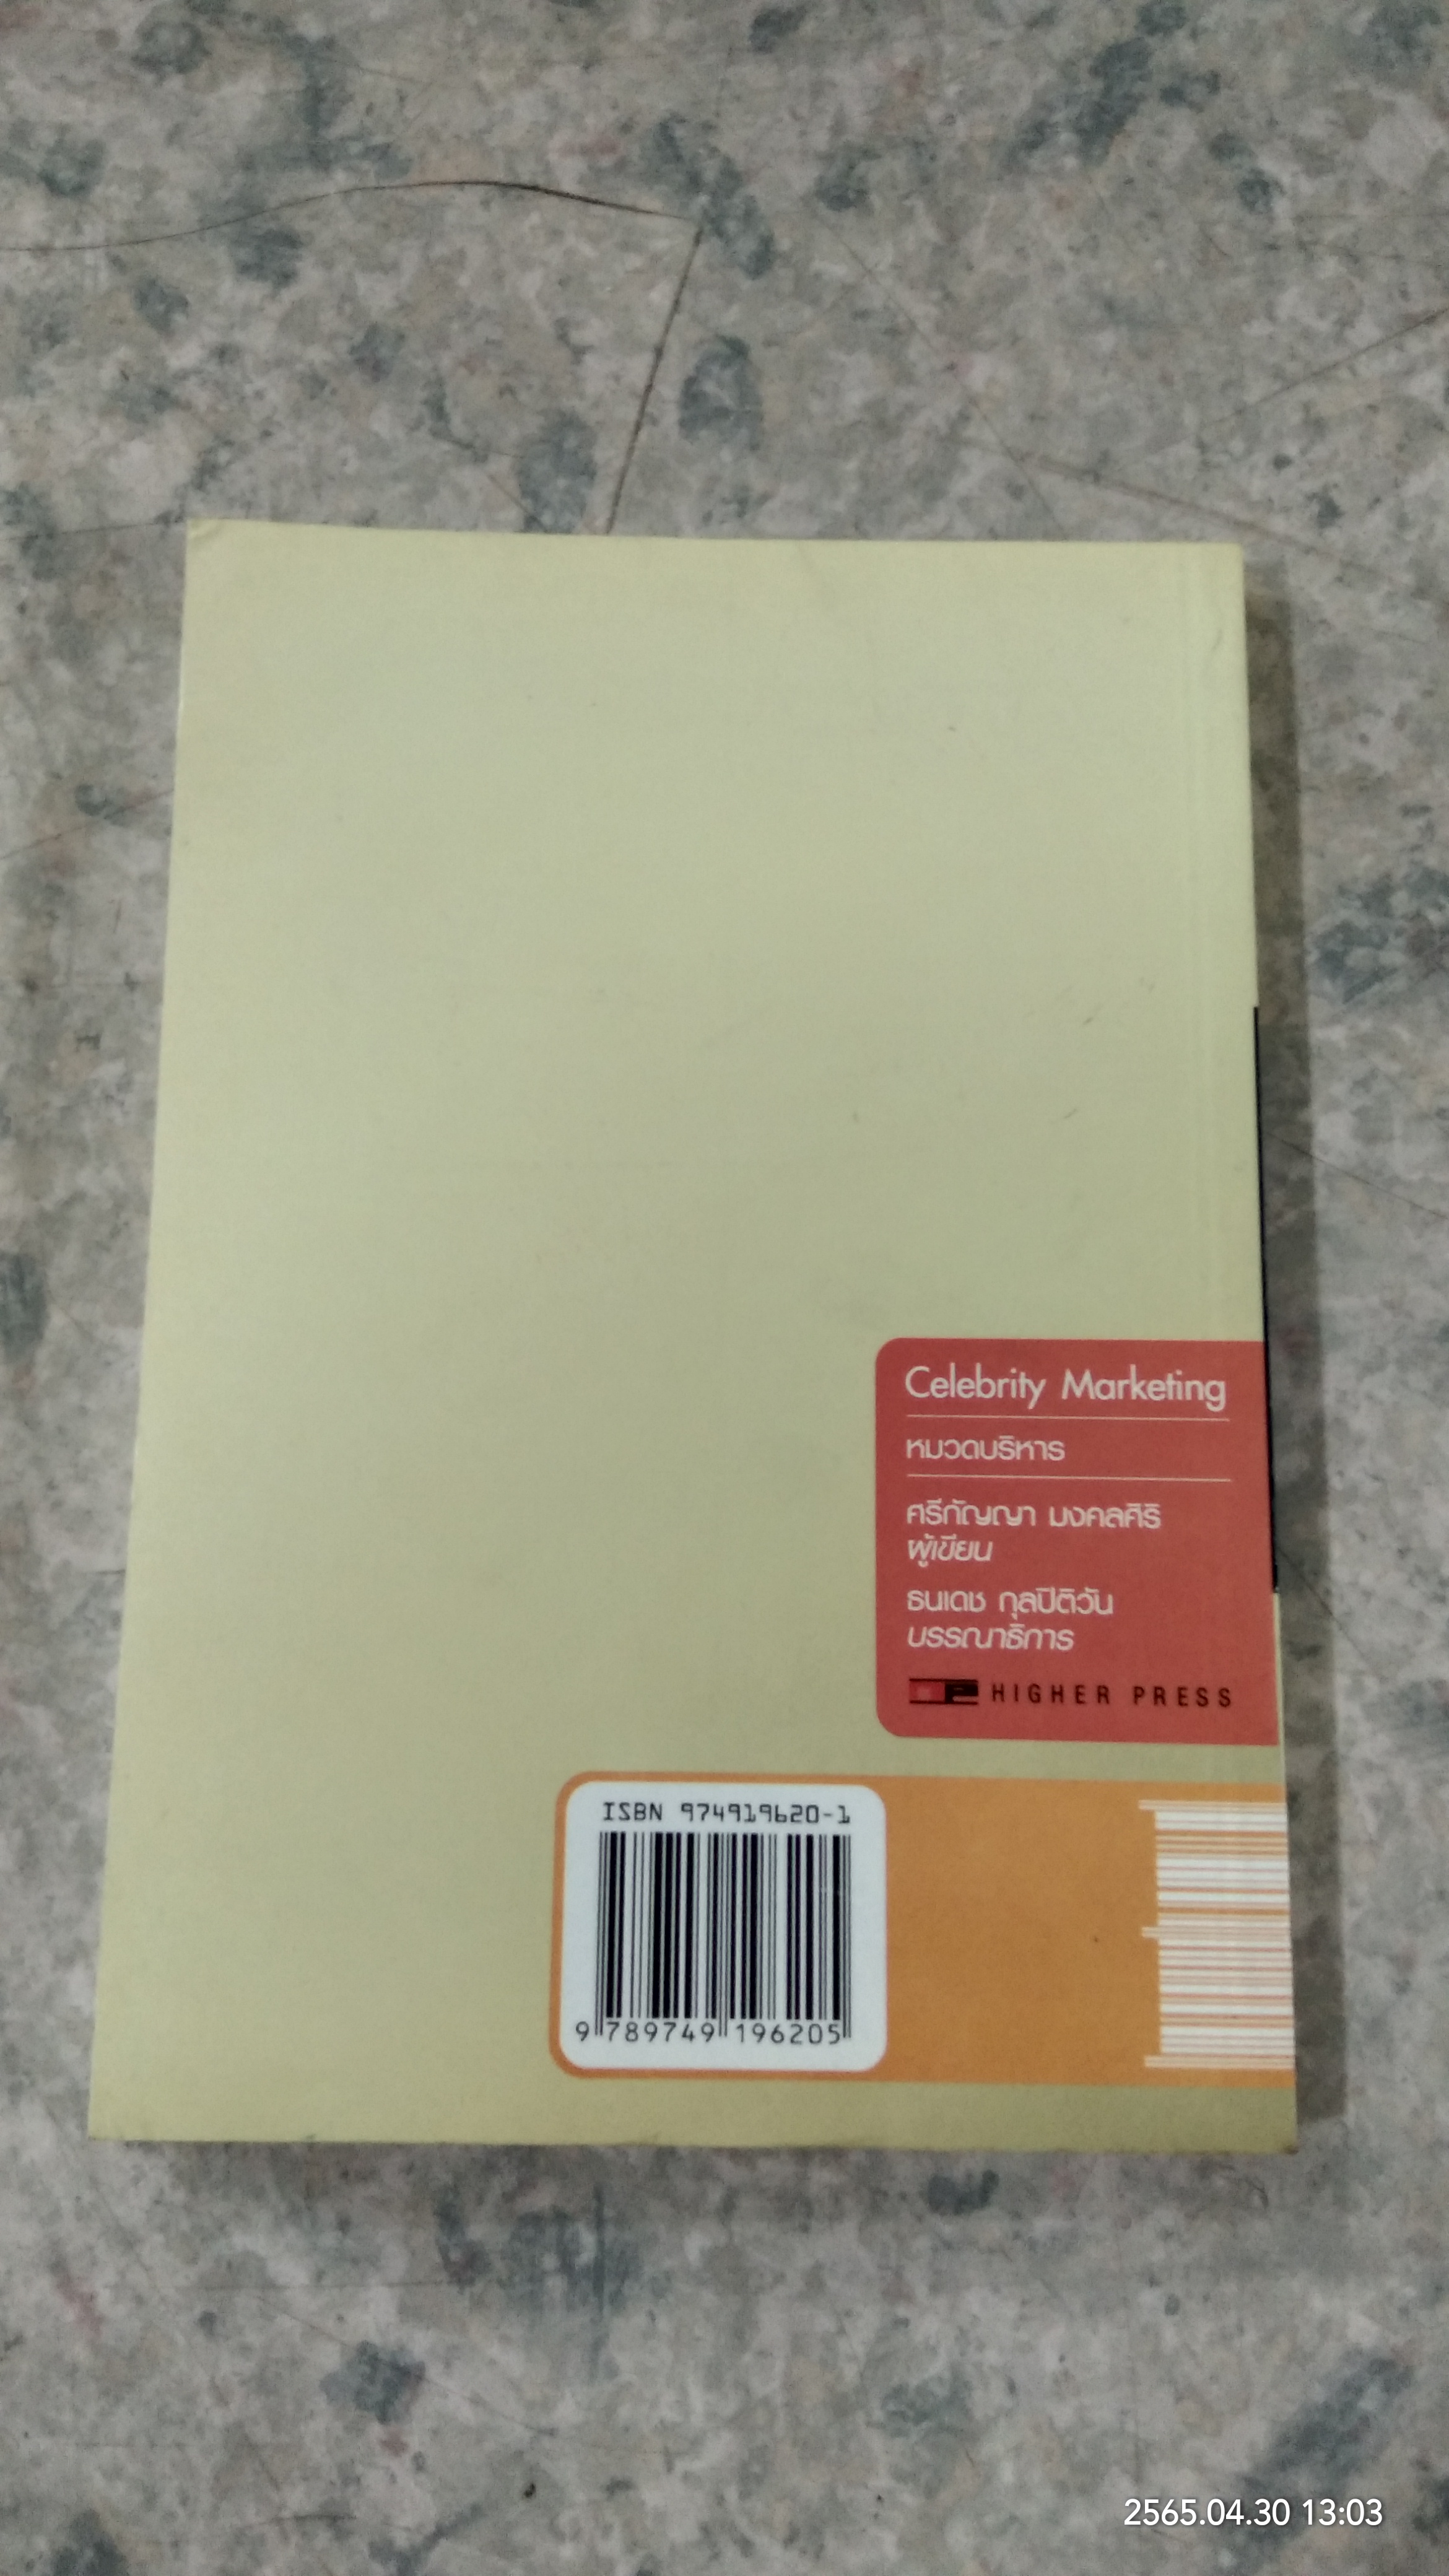 Celebrity Marketing
หมวดบริหาร
ศรีกัญญา มงคลศิริ
ผู้เขียน
ธนเดช กุลปิติวัน
บรรณาธิการ
HIGHER PRESS
ISBN 974919620-1
9 789749 196205
2565.04.30 13:03